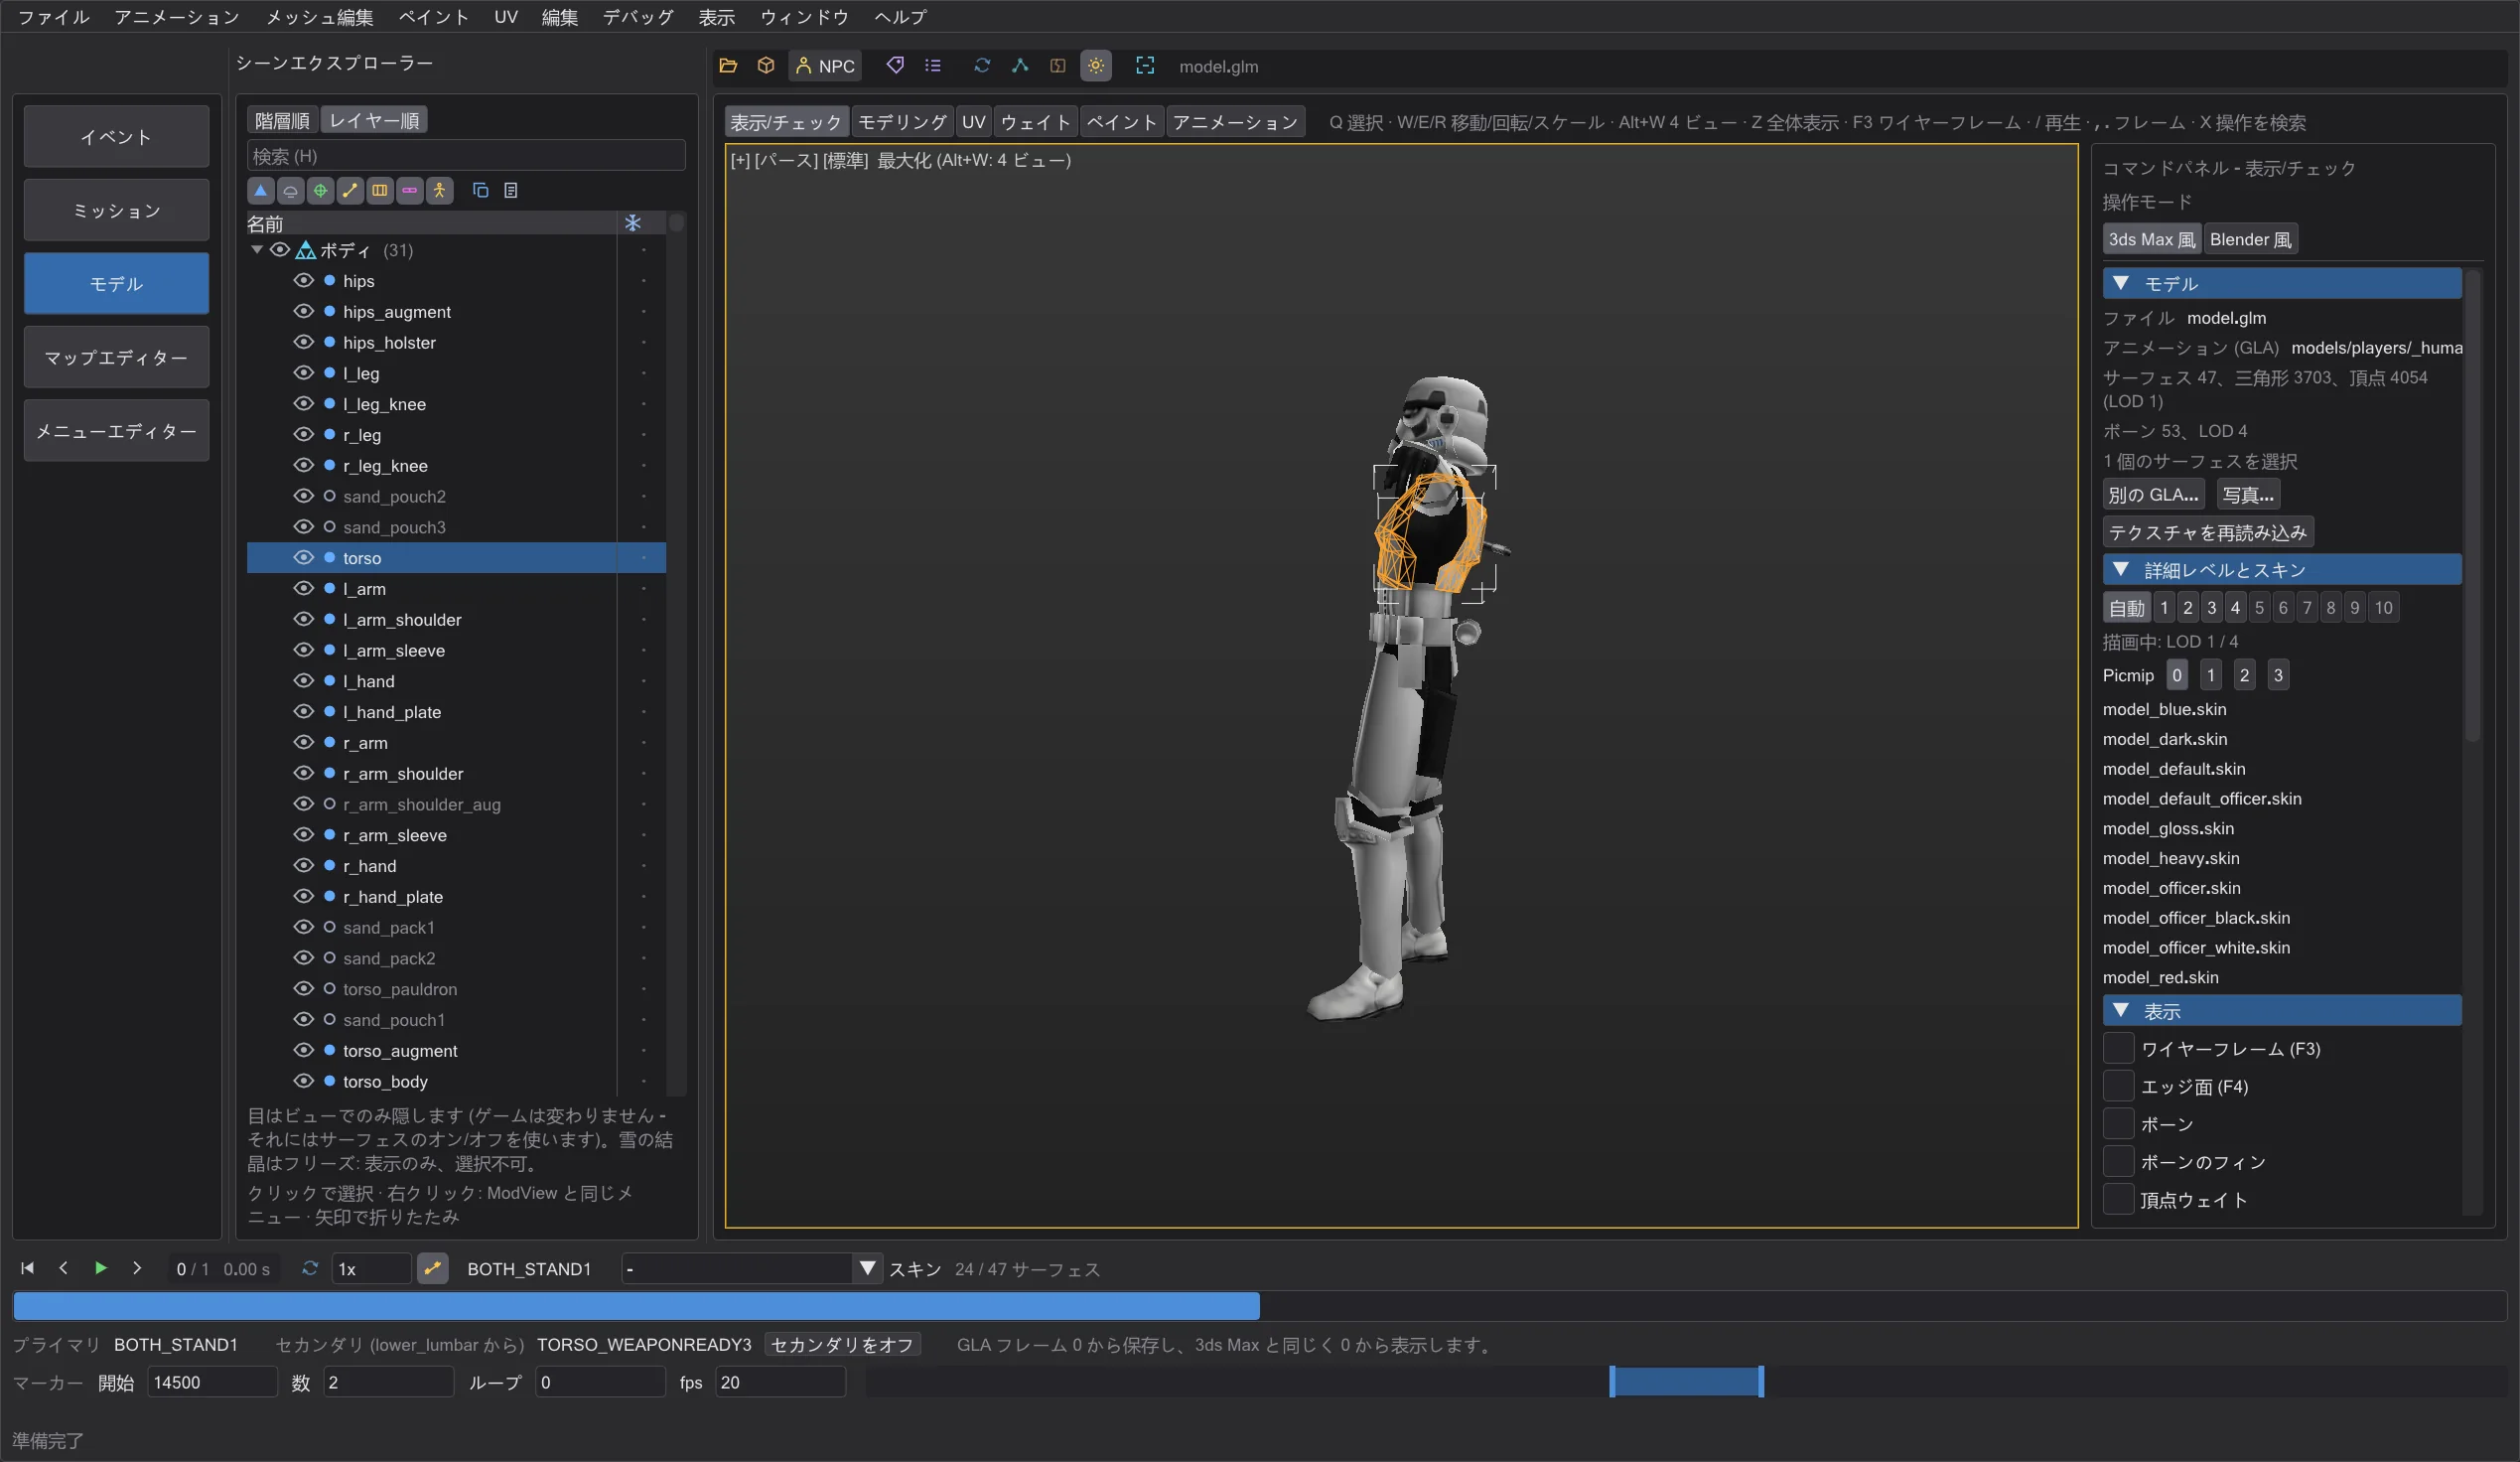 ファイル アニメーション メッシュ編集 ペイント UV 編集 デバッグ 表示 ウィンドウ ヘルプ
イベント
ミッション
モデル
マップエディター
メニューエディター
シーンエクスプローラー
階層順 レイヤー順
検索 (H)
名前
ボディ (31)
hips
hips_augment
hips_holster
l_leg
l_leg_knee
r_leg
r_leg_knee
sand_pouch2
sand_pouch3
torso
l_arm
l_arm_shoulder
l_arm_sleeve
l_hand
l_hand_plate
r_arm
r_arm_shoulder
r_arm_shoulder_aug
r_arm_sleeve
r_hand
r_hand_plate
sand_pack1
sand_pack2
torso_pauldron
sand_pouch1
torso_augment
torso_body
目はビューでのみ隠します (ゲームは変わりません -
それにはサーフェスのオン/オフを使います)。雪の結
晶はフリーズ: 表示のみ、選択不可。
クリックで選択 · 右クリック: ModView と同じメ
ニュー · 矢印で折りたたみ
NPC model.glm
表示/チェック モデリング UV ウェイト ペイント アニメーション Q 選択 · W/E/R 移動/回転/スケール · Alt+W 4 ビュー · Z 全体表示 · F3 ワイヤーフレーム · / 再生 · , . フレーム · X 操作を検索
[+] [パース] [標準] 最大化 (Alt+W: 4 ビュー)
コマンドパネル - 表示/チェック
操作モード
3ds Max 風 Blender 風
▼ モデル
ファイル model.glm
アニメーション (GLA) models/players/_huma
サーフェス 47、三角形 3703、頂点 4054
(LOD 1)
ボーン 53、LOD 4
1 個のサーフェスを選択
別の GLA... 写真...
テクスチャを再読み込み
▼ 詳細レベルとスキン
自動 1 2 3 4 5 6 7 8 9 10
描画中: LOD 1 / 4
Picmip 0 1 2 3
model_blue.skin
model_dark.skin
model_default.skin
model_default_officer.skin
model_gloss.skin
model_heavy.skin
model_officer.skin
model_officer_black.skin
model_officer_white.skin
model_red.skin
▼ 表示
ワイヤーフレーム (F3)
エッジ面 (F4)
ボーン
ボーンのフィン
頂点ウェイト
0 / 1 0.00 s 1x BOTH_STAND1 - ▼ スキン 24 / 47 サーフェス
プライマリ BOTH_STAND1 セカンダリ (lower_lumbar から) TORSO_WEAPONREADY3 セカンダリをオフ GLA フレーム 0 から保存し、3ds Max と同じく 0 から表示します。
マーカー 開始 14500 数 2 ループ 0 fps 20
準備完了